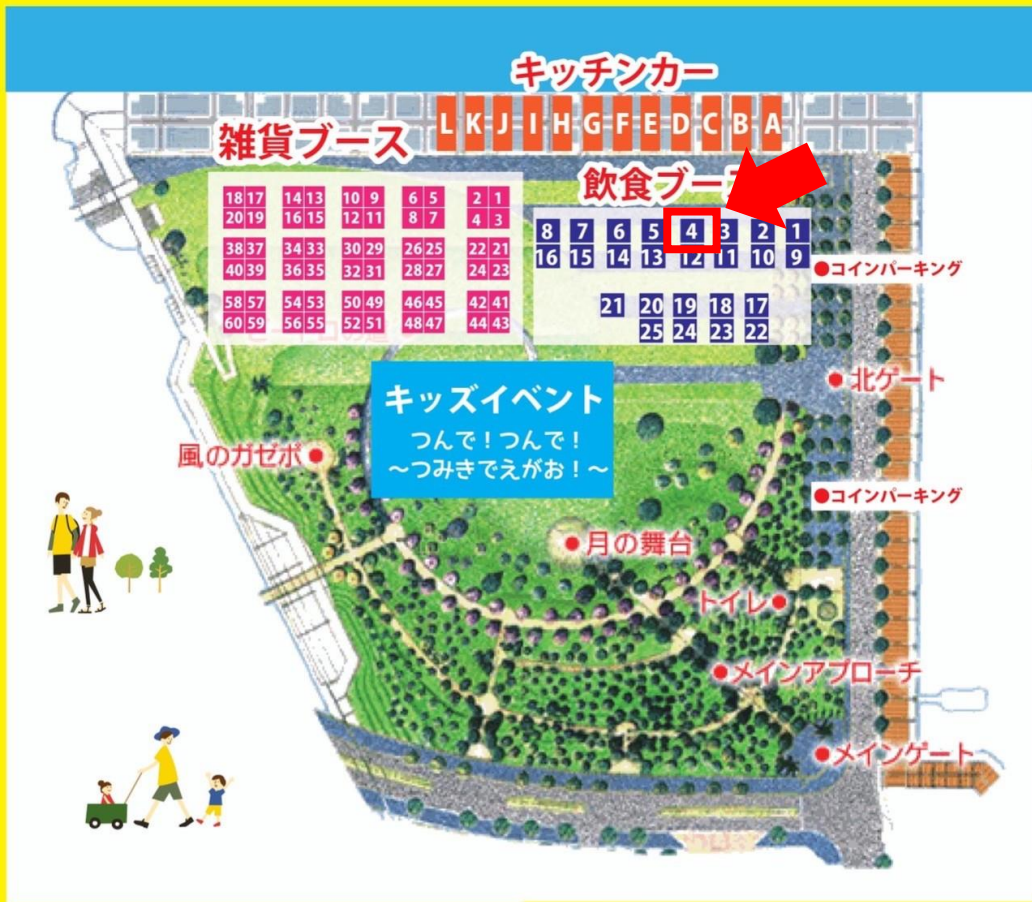 キッチンカー
L K J I H G F E D C B A
雑貨ブース
飲食ブー
18 17 14 13 10 9 6 5 2 1
20 19 16 15 12 11 8 7 4 3
38 37 34 33 30 29 26 25 22 21
40 39 36 35 32 31 28 27 24 23
58 57 54 53 50 49 46 45 42 41
60 59 56 55 52 51 48 47 44 43
8 7 6 5 4 3 2 1
16 15 14 13 12 11 10 9
21 20 19 18 17
25 24 23 22
●コインパーキング
●北ゲート
キッズイベント
つんで！つんで！
～つみきでえがお！～
風のガゼボ●
●コインパーキング
●月の舞台
トイレ●
●メインアプローチ
●メインゲート